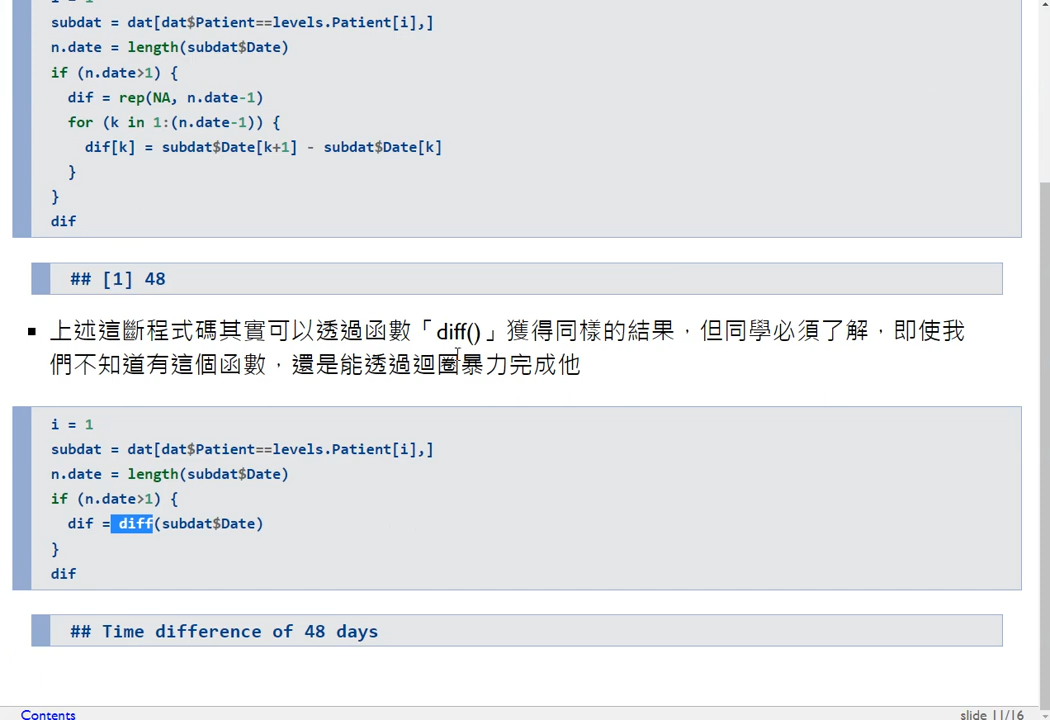 subdat = dat[dat$Patient==levels.Patient[i],]
n.date = length(subdat$Date)
if (n.date>1) {
dif = rep(NA, n.date-1)
for (k in 1:(n.date-1)) {
dif[k] = subdat$Date[k+1] - subdat$Date[k]
}
}
dif
## [1] 48
上述這斷程式碼其實可以透過函數「diff()」獲得同樣的結果，但同學必須了解，即使我
們不知道有這個函數，還是能透過迴圈暴力完成他
i = 1
subdat = dat[dat$Patient==levels.Patient[i],]
n.date = length(subdat$Date)
if (n.date>1) {
dif = diff(subdat$Date)
}
dif
## Time difference of 48 days
Contents
slide 11/16